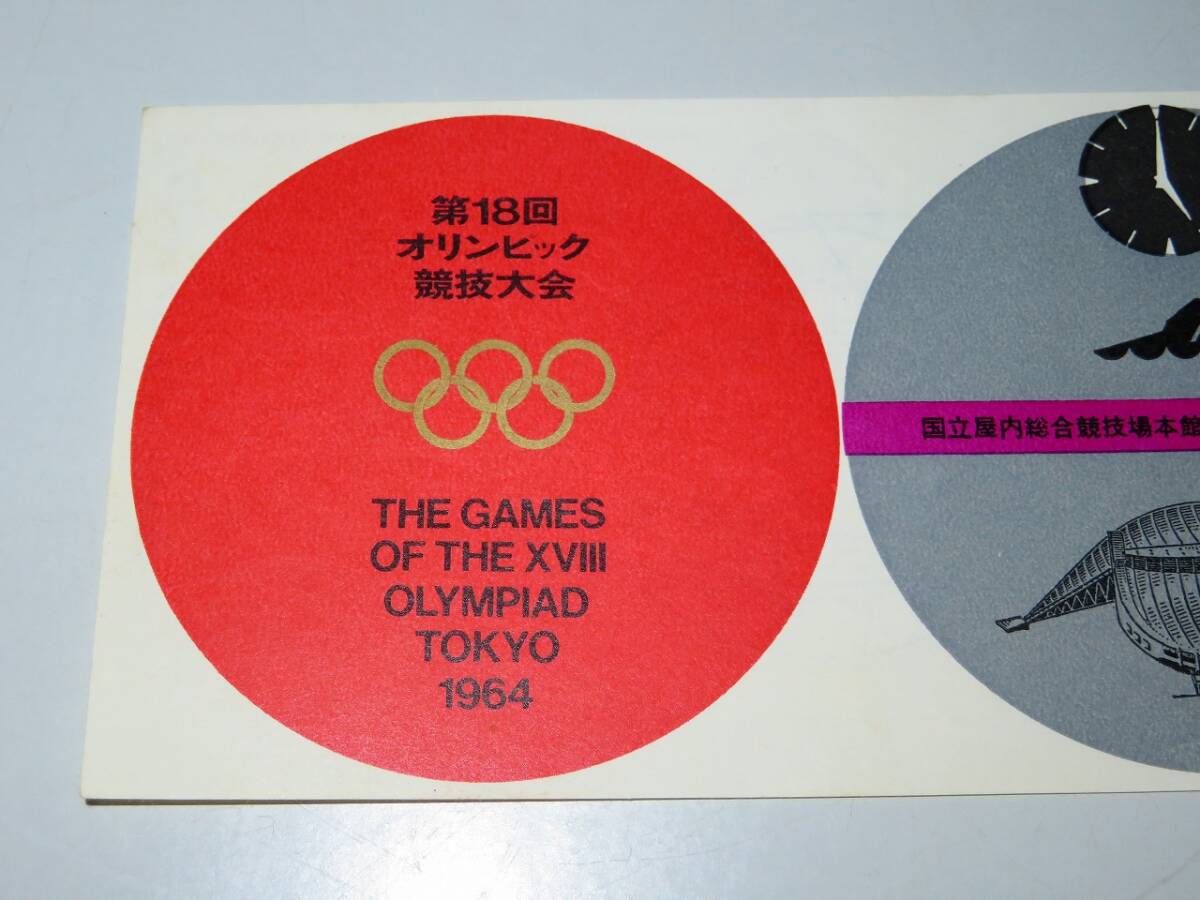 第18回
オリンピック
競技大会
THE GAMES
OF THE XVIII
OLYMPIAD
TOKYO
1964
国立屋内総合競技場本館